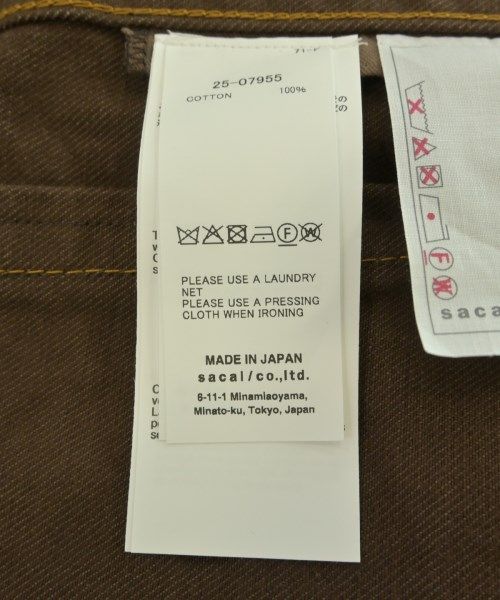 25-07955
COTTON 100%
PLEASE USE A LAUNDRY
NET
PLEASE USE A PRESSING
CLOTH WHEN IRONING
MADE IN JAPAN
sacai/co.,ltd.
6-11-1 Minamiaoyama,
Minato-ku, Tokyo, Japan
F
W
F
W
sacai